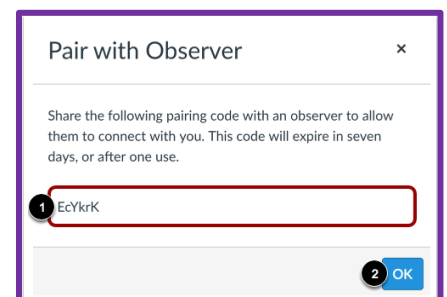 Pair with Observer ×
Share the following pairing code with an observer to allow
them to connect with you. This code will expire in seven
days, or after one use.
1 EcYkrK
2 OK